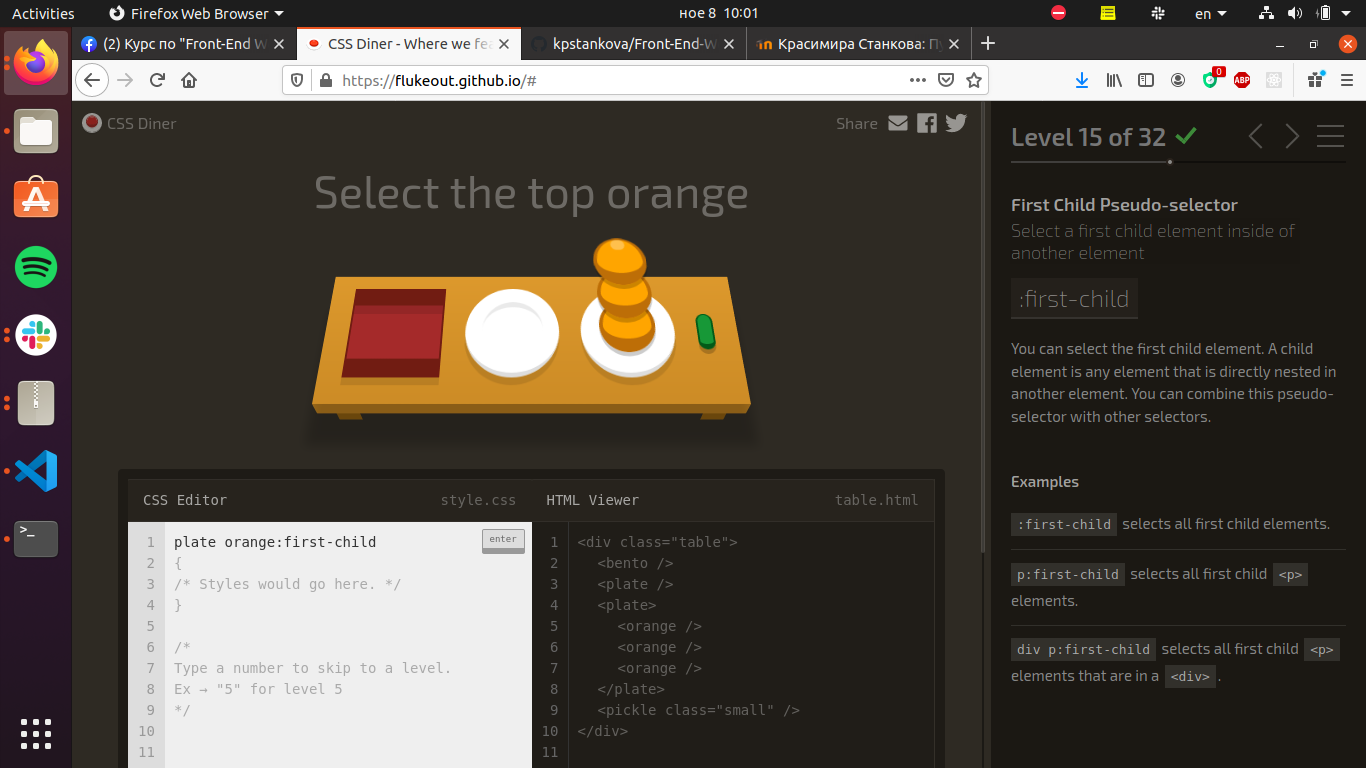 Activities
Firefox Web Browser
ное 8 10:01
en
(2) Курс по "Front-End W
CSS Diner - Where we fea
kpstankova/Front-End-W
Красимира Станкова: П
https://flukeout.github.io/#
0
ABP
CSS Diner
Share
Select the top orange
Level 15 of 32
First Child Pseudo-selector
Select a first child element inside of
another element
:first-child
You can select the first child element. A child
element is any element that is directly nested in
another element. You can combine this pseudo-
selector with other selectors.
Examples
:first-child selects all first child elements.
p:first-child selects all first child <p>
elements.
div p:first-child selects all first child <p>
elements that are in a <div>.
CSS Editor
style.css
HTML Viewer
table.html
enter
1 plate orange:first-child
2 {
3 /* Styles would go here. */
4 }
5
6 /*
7 Type a number to skip to a level.
8 Ex → "5" for level 5
9 */
10
11
1 <div class="table">
2 <bento />
3 <plate />
4 <plate>
5 <orange />
6 <orange />
7 <orange />
8 </plate>
9 <pickle class="small" />
10 </div>
11
>_